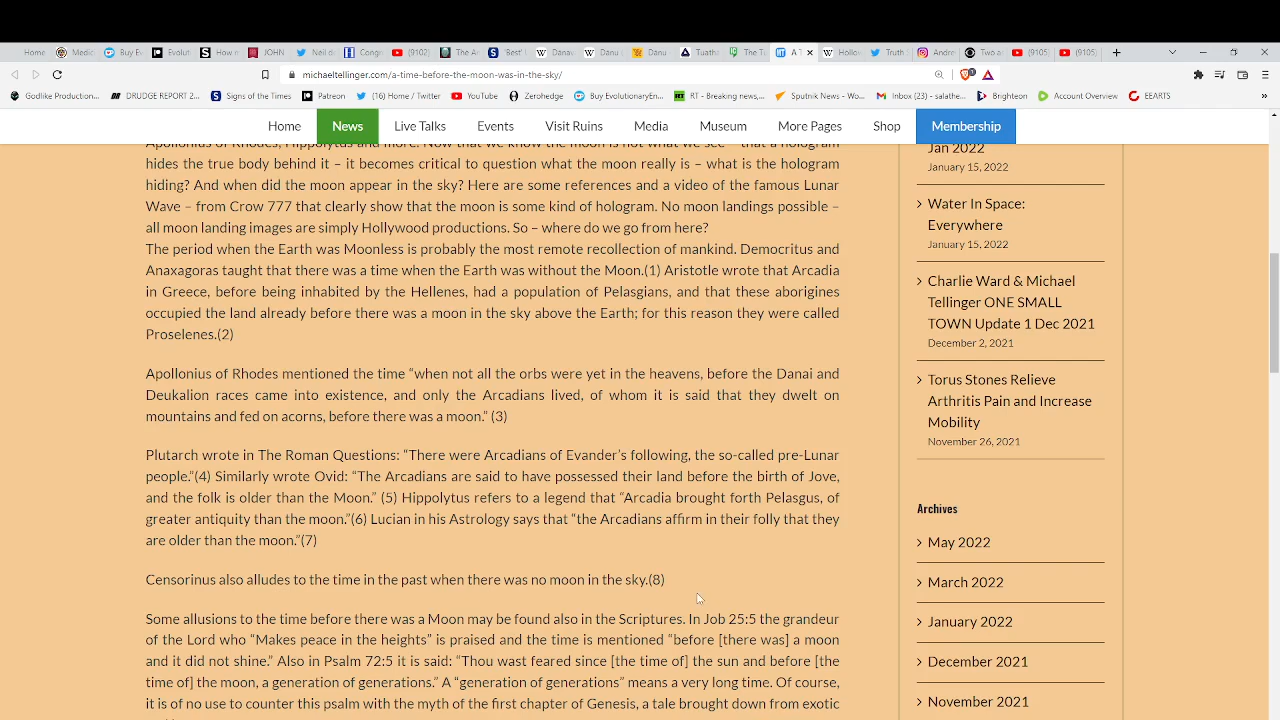 Home Medic Buy E Evoluti How m JOHN Neil de Cong (9102) The Ar 'Best' Dānav Danu Danu Tuatha The Tu A T Hollow Truth Andre Two a (9105) (9105)
michaeltellinger.com/a-time-before-the-moon-was-in-the-sky/
Godlike Production... DRUDGE REPORT 2... Signs of the Times Patreon (16) Home / Twitter YouTube Zerohedge Buy EvolutionaryEn... RT - Breaking news,... Sputnik News - Wo... Inbox (23) - salathe... Brighteon Account Overview EEARTS »
Home News Live Talks Events Visit Ruins Media Museum More Pages Shop Membership
Apollonius of Rhodes, Hippolytus and more. Now that we know the moon is not what we see – that a hologram
hides the true body behind it – it becomes critical to question what the moon really is – what is the hologram
hiding? And when did the moon appear in the sky? Here are some references and a video of the famous Lunar
Wave – from Crow 777 that clearly show that the moon is some kind of hologram. No moon landings possible –
all moon landing images are simply Hollywood productions. So – where do we go from here?
The period when the Earth was Moonless is probably the most remote recollection of mankind. Democritus and
Anaxagoras taught that there was a time when the Earth was without the Moon.(1) Aristotle wrote that Arcadia
in Greece, before being inhabited by the Hellenes, had a population of Pelasgians, and that these aborigines
occupied the land already before there was a moon in the sky above the Earth; for this reason they were called
Proselenes.(2)
Apollonius of Rhodes mentioned the time “when not all the orbs were yet in the heavens, before the Danai and
Deukalion races came into existence, and only the Arcadians lived, of whom it is said that they dwelt on
mountains and fed on acorns, before there was a moon.” (3)
Plutarch wrote in The Roman Questions: “There were Arcadians of Evander’s following, the so-called pre-Lunar
people.”(4) Similarly wrote Ovid: “The Arcadians are said to have possessed their land before the birth of Jove,
and the folk is older than the Moon.” (5) Hippolytus refers to a legend that “Arcadia brought forth Pelasgus, of
greater antiquity than the moon.”(6) Lucian in his Astrology says that “the Arcadians affirm in their folly that they
are older than the moon.”(7)
Censorinus also alludes to the time in the past when there was no moon in the sky.(8)
Some allusions to the time before there was a Moon may be found also in the Scriptures. In Job 25:5 the grandeur
of the Lord who “Makes peace in the heights” is praised and the time is mentioned “before [there was] a moon
and it did not shine.” Also in Psalm 72:5 it is said: “Thou wast feared since [the time of] the sun and before [the
time of] the moon, a generation of generations.” A “generation of generations” means a very long time. Of course,
it is of no use to counter this psalm with the myth of the first chapter of Genesis, a tale brought down from exotic
Jan 2022
January 15, 2022
Water In Space:
Everywhere
January 15, 2022
Charlie Ward & Michael
Tellinger ONE SMALL
TOWN Update 1 Dec 2021
December 2, 2021
Torus Stones Relieve
Arthritis Pain and Increase
Mobility
November 26, 2021
Archives
May 2022
March 2022
January 2022
December 2021
November 2021